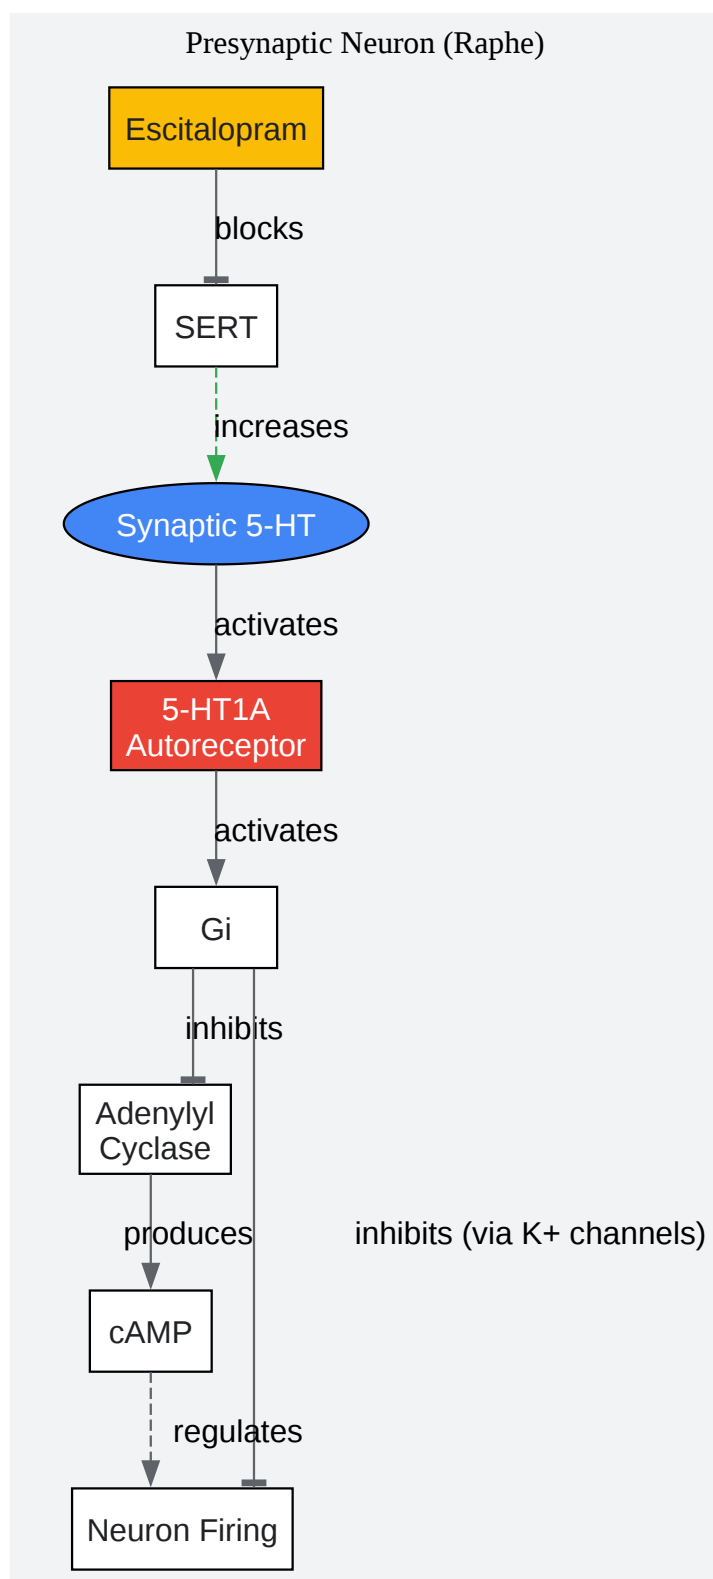 Presynaptic Neuron (Raphe)
Escitalopram
blocks
SERT
increases
Synaptic 5-HT
activates
5-HT1A
Autoreceptor
activates
Gi
inhibits
Adenylyl
Cyclase
produces
inhibits (via K+ channels)
cAMP
regulates
Neuron Firing